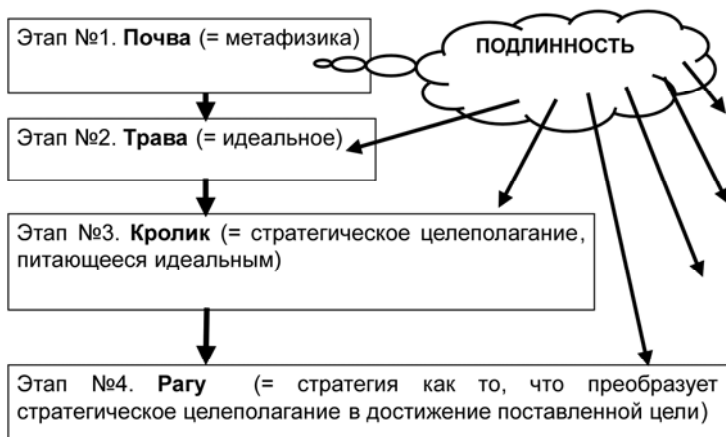 Этап №1. Почва (= метафизика)
ПОДЛИННОСТЬ
Этап №2. Трава (= идеальное)
Этап №3. Кролик (= стратегическое целеполагание,
питающееся идеальным)
Этап №4. Рагу (= стратегия как то, что преобразует
стратегическое целеполагание в достижение поставленной цели)